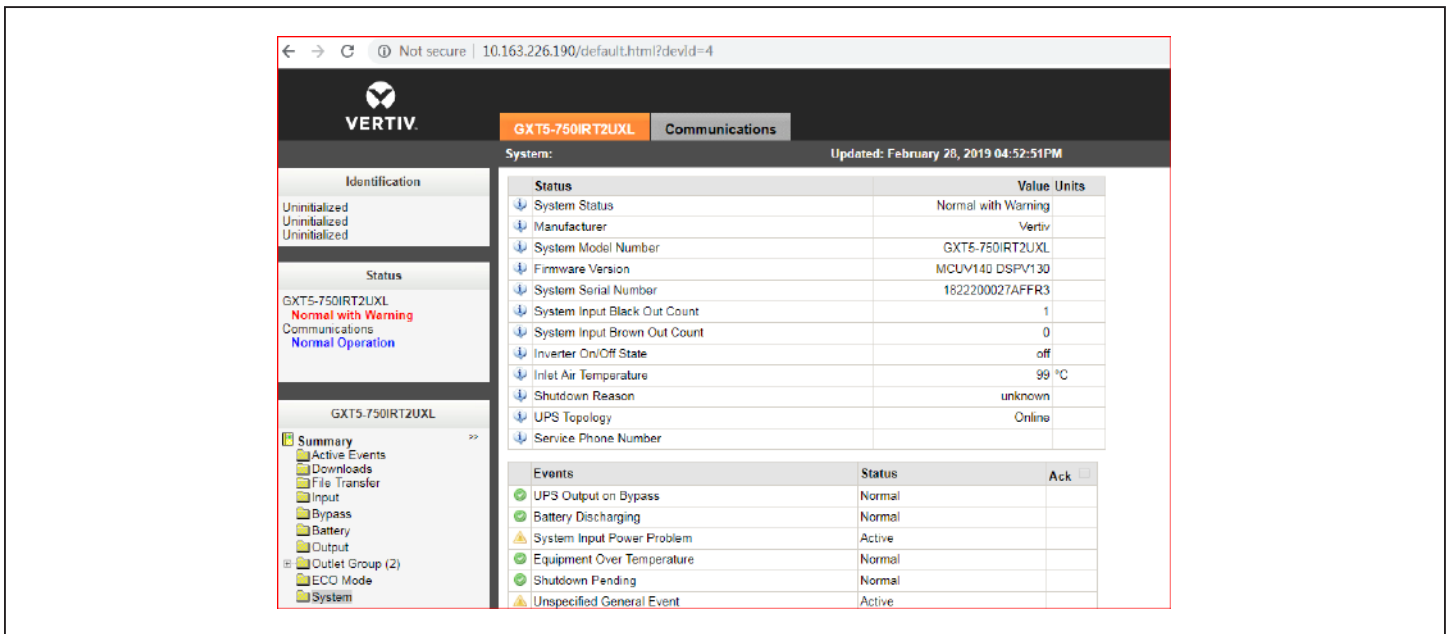 Not secure | 10.163.226.190/default.html?devId=4
VERTIV.
GXT5-750IRT2UXL Communications
System: Updated: February 28, 2019 04:52:51PM
Identification
Uninitialized
Uninitialized
Uninitialized
Status
GXT5-750IRT2UXL
Normal with Warning
Communications
Normal Operation
GXT5-750IRT2UXL
Summary >>
Active Events
Downloads
File Transfer
Input
Bypass
Battery
Output
Outlet Group (2)
ECO Mode
System
Status Value Units
System Status Normal with Warning
Manufacturer Vertiv
System Model Number GXT5-750IRT2UXL
Firmware Version MCUV140 DSPV130
System Serial Number 1822200027AFFR3
System Input Black Out Count 1
System Input Brown Out Count 0
Inverter On/Off State off
Inlet Air Temperature 99 °C
Shutdown Reason unknown
UPS Topology Online
Service Phone Number
Events Status Ack
UPS Output on Bypass Normal
Battery Discharging Normal
System Input Power Problem Active
Equipment Over Temperature Normal
Shutdown Pending Normal
Unspecified General Event Active